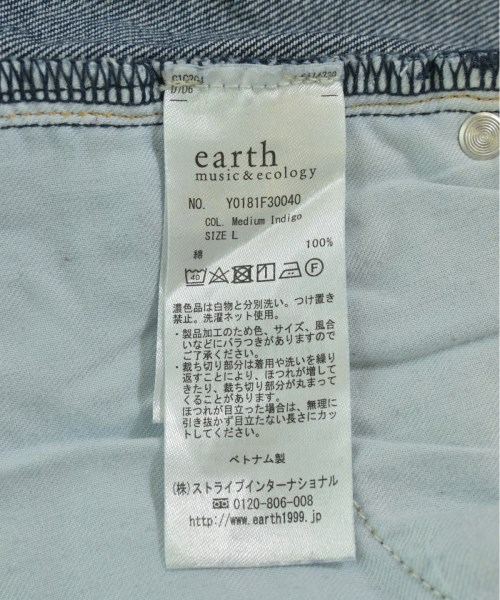 earth
music&ecology
NO. Y0181F30040
COL. Medium Indigo
SIZE L
綿 100%
40
F
濃色品は白物と分別洗い。つけ置き
禁止。洗濯ネット使用。
・製品加工のため色、サイズ、風合
いなどにバラつきがありますので
ご了承ください。
・裁ち切り部分は着用や洗いを繰り
返すことにより、ほつれが増して
きたり、裁ち切り部分が丸まって
くることがあります。
ほつれが目立った場合は、無理に
引き抜かず目立たない長さにカッ
トしてください。
ベトナム製
(株)ストライプインターナショナル
☎0120-806-008
http://www.earth1999.jp